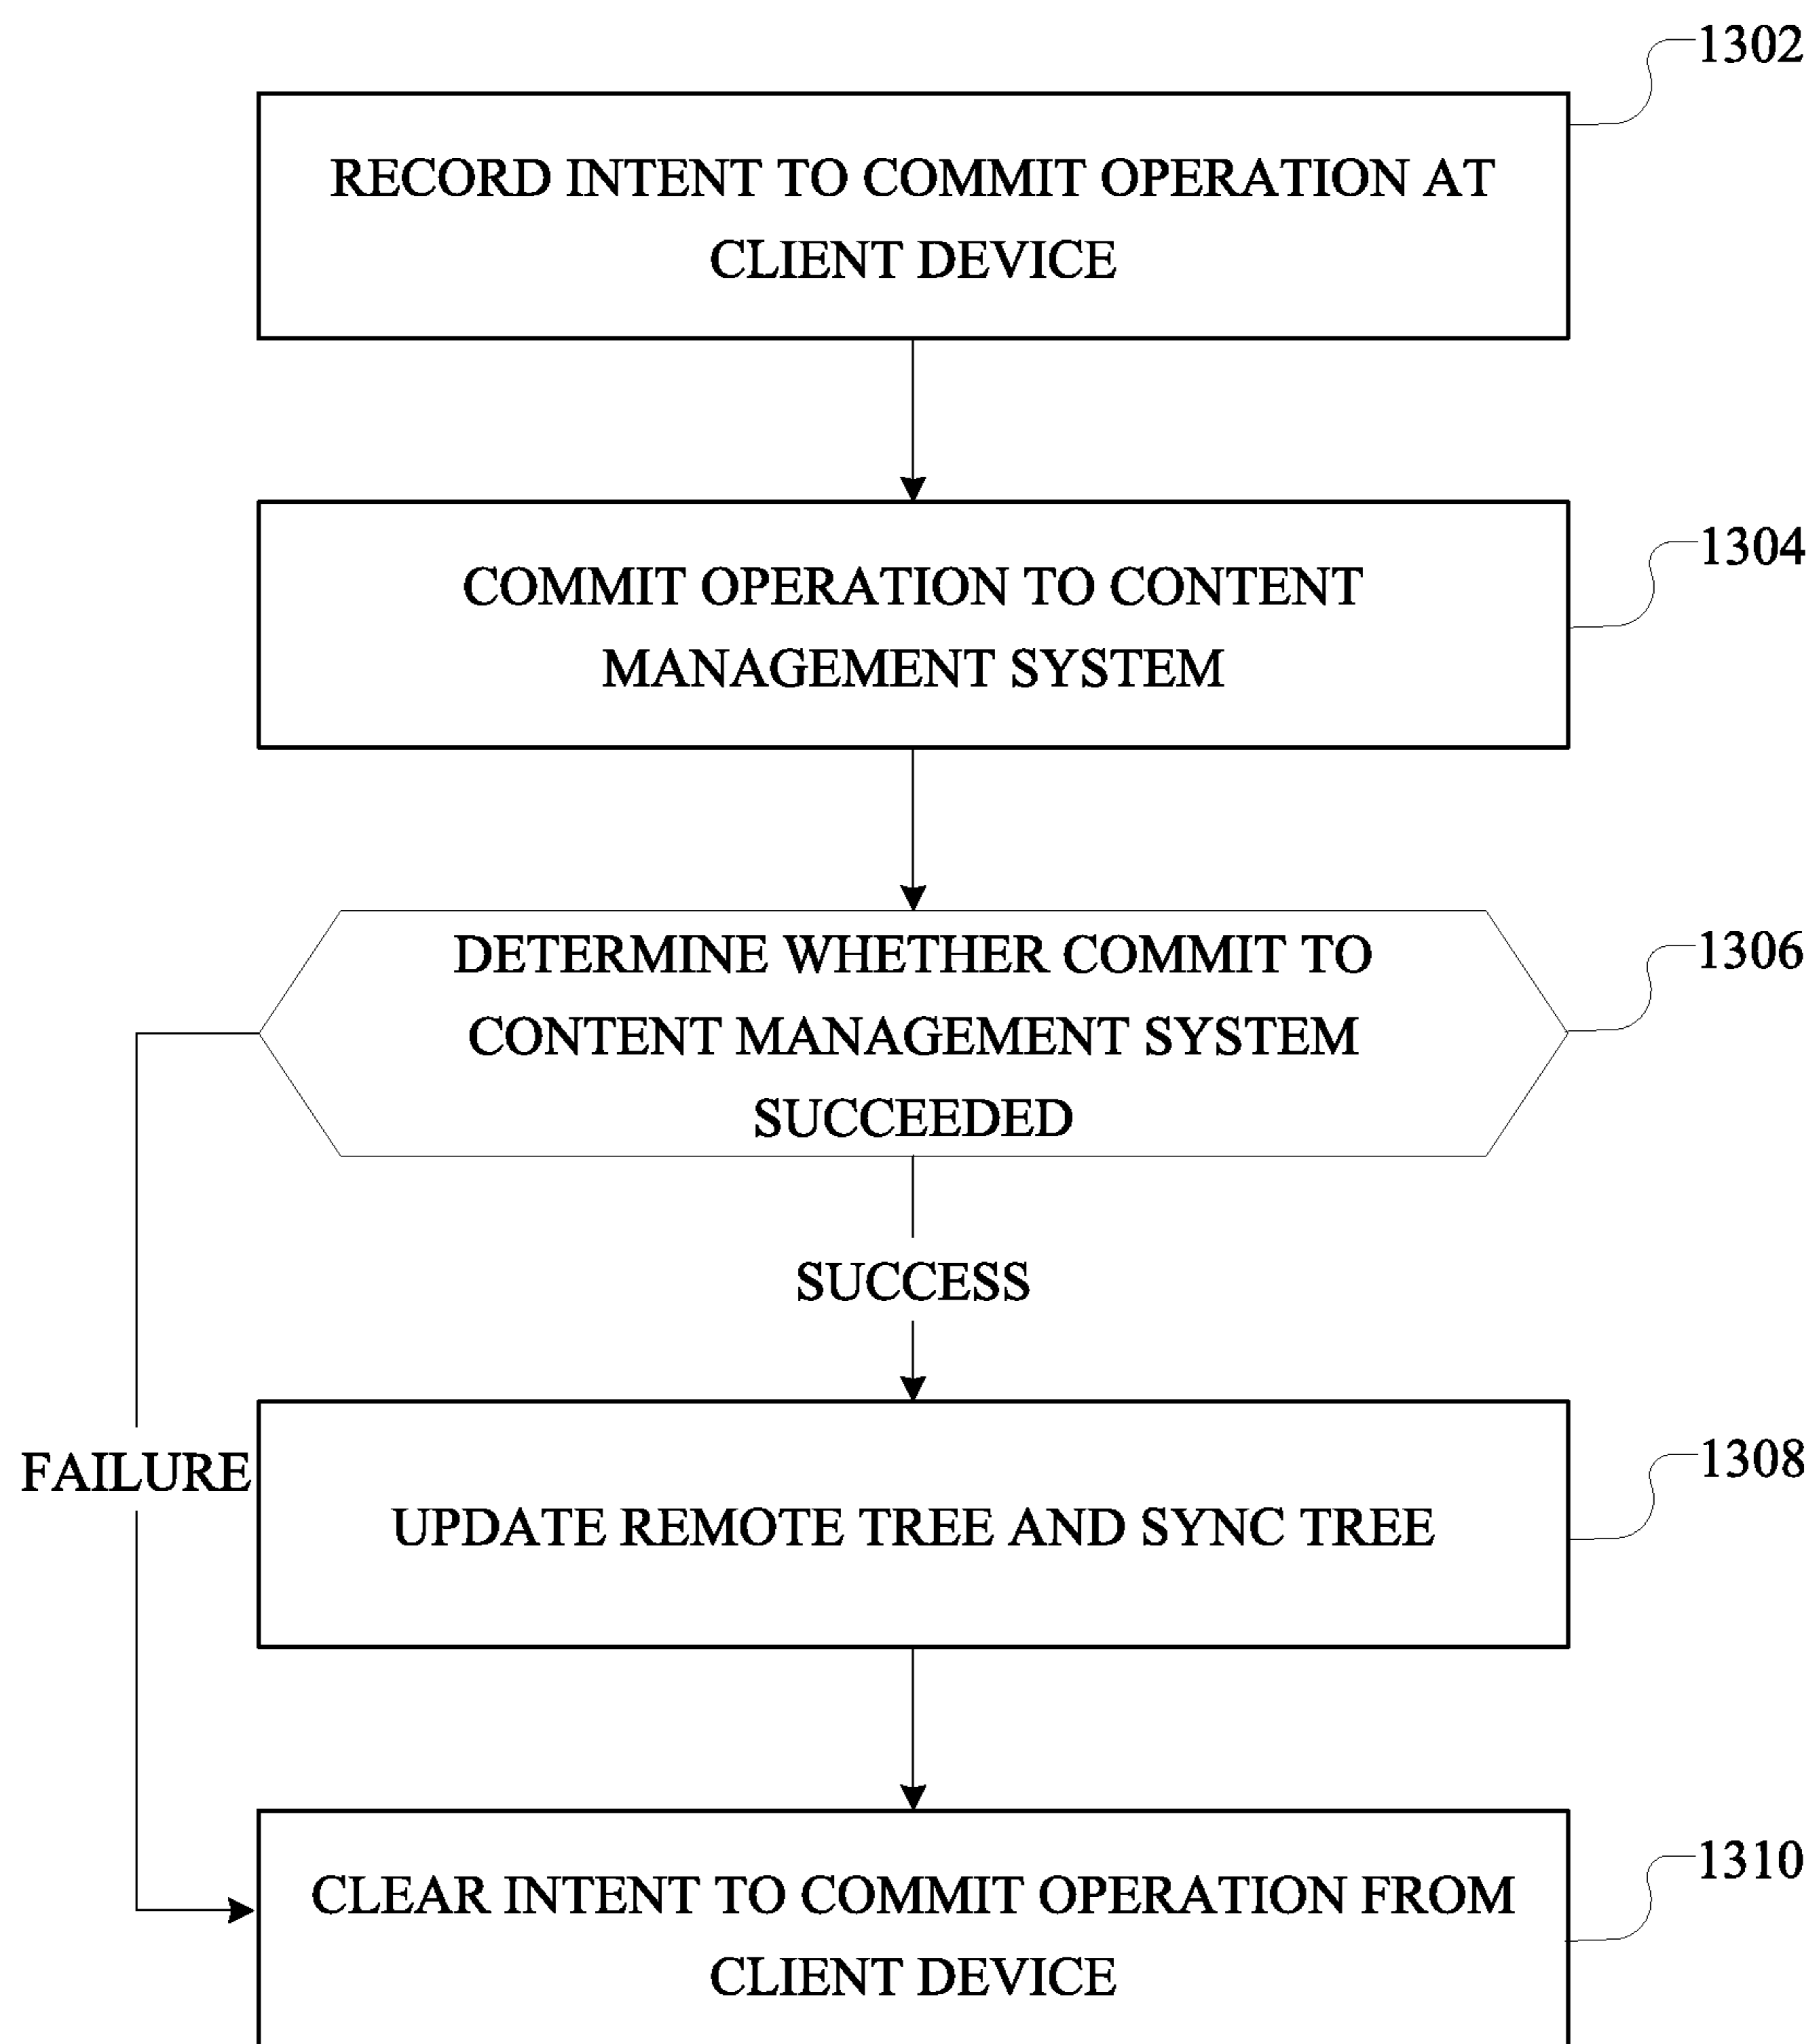 1302
RECORD INTENT TO COMMIT OPERATION AT
CLIENT DEVICE
1304
COMMIT OPERATION TO CONTENT
MANAGEMENT SYSTEM
1306
DETERMINE WHETHER COMMIT TO
CONTENT MANAGEMENT SYSTEM
SUCCEEDED
SUCCESS
FAILURE
1308
UPDATE REMOTE TREE AND SYNC TREE
1310
CLEAR INTENT TO COMMIT OPERATION FROM
CLIENT DEVICE